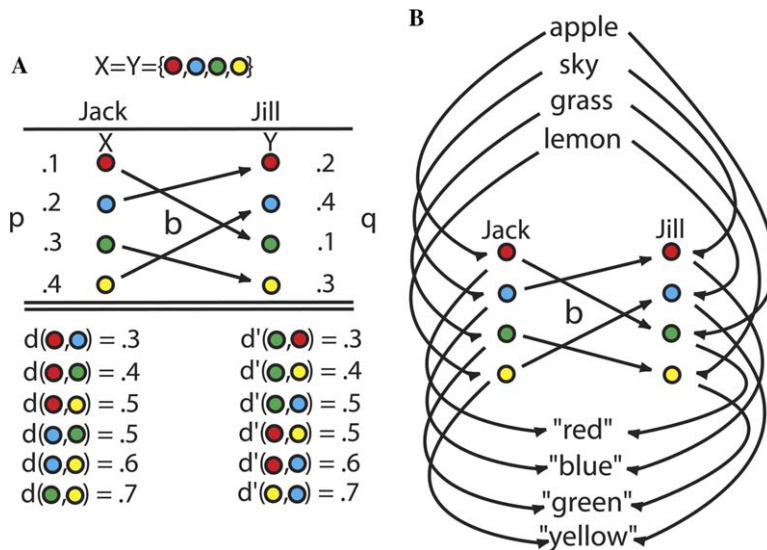 A
X=Y={ , , , }
Jack Jill
X Y
.1 .2
.2 .4
p b q
.3 .1
.4 .3
d( , ) = .3 d'( , ) = .3
d( , ) = .4 d'( , ) = .4
d( , ) = .5 d'( , ) = .5
d( , ) = .5 d'( , ) = .5
d( , ) = .6 d'( , ) = .6
d( , ) = .7 d'( , ) = .7
B
apple
sky
grass
lemon
Jack Jill
b
"red"
"blue"
"green"
"yellow"